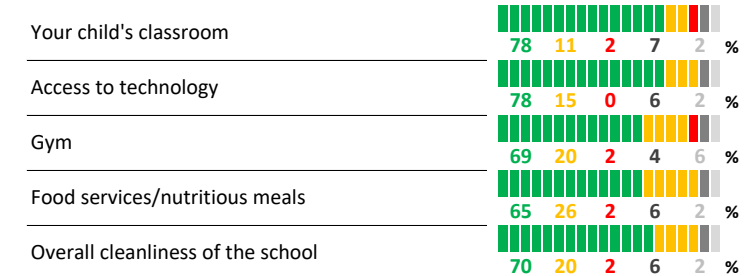 Your child's classroom
78 11 2 7 2 %
Access to technology
78 15 0 6 2 %
Gym
69 20 2 4 6 %
Food services/nutritious meals
65 26 2 6 2 %
Overall cleanliness of the school
70 20 2 6 2 %